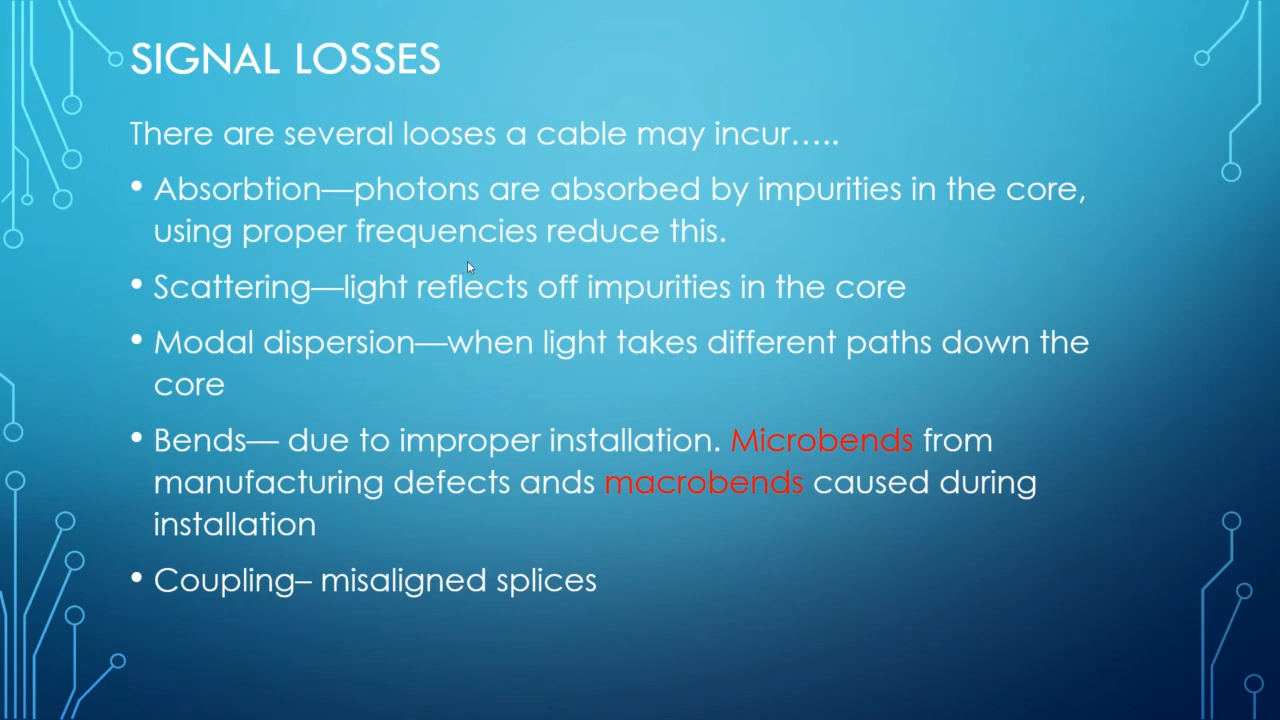 SIGNAL LOSSES
There are several looses a cable may incur…..
• Absorbtion—photons are absorbed by impurities in the core,
using proper frequencies reduce this.
• Scattering—light reflects off impurities in the core
• Modal dispersion—when light takes different paths down the
core
• Bends— due to improper installation. Microbends from
manufacturing defects ands macrobends caused during
installation
• Coupling– misaligned splices